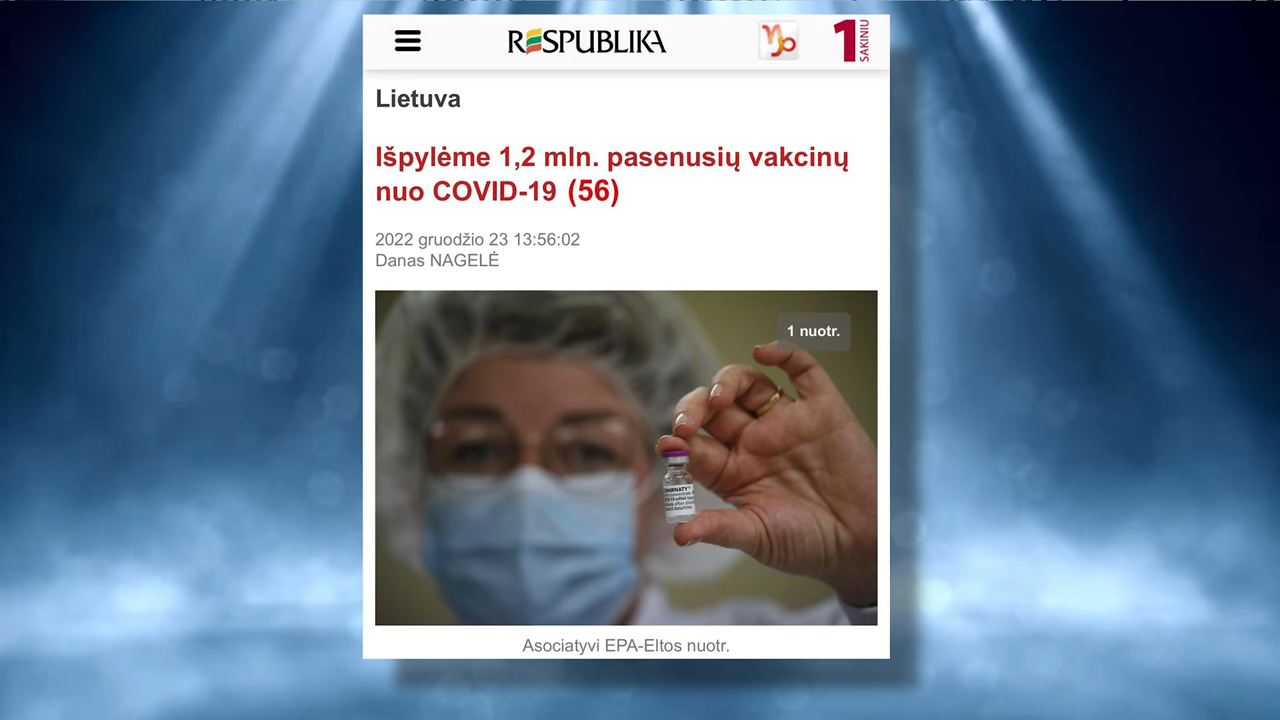 RESPUBLIKA
1 SAKINIU
Lietuva
Išpylėme 1,2 mln. pasenusių vakcinų
nuo COVID-19 (56)
2022 gruodžio 23 13:56:02
Danas NAGELĖ
1 nuotr.
Asociatyvi EPA-Eltos nuotr.